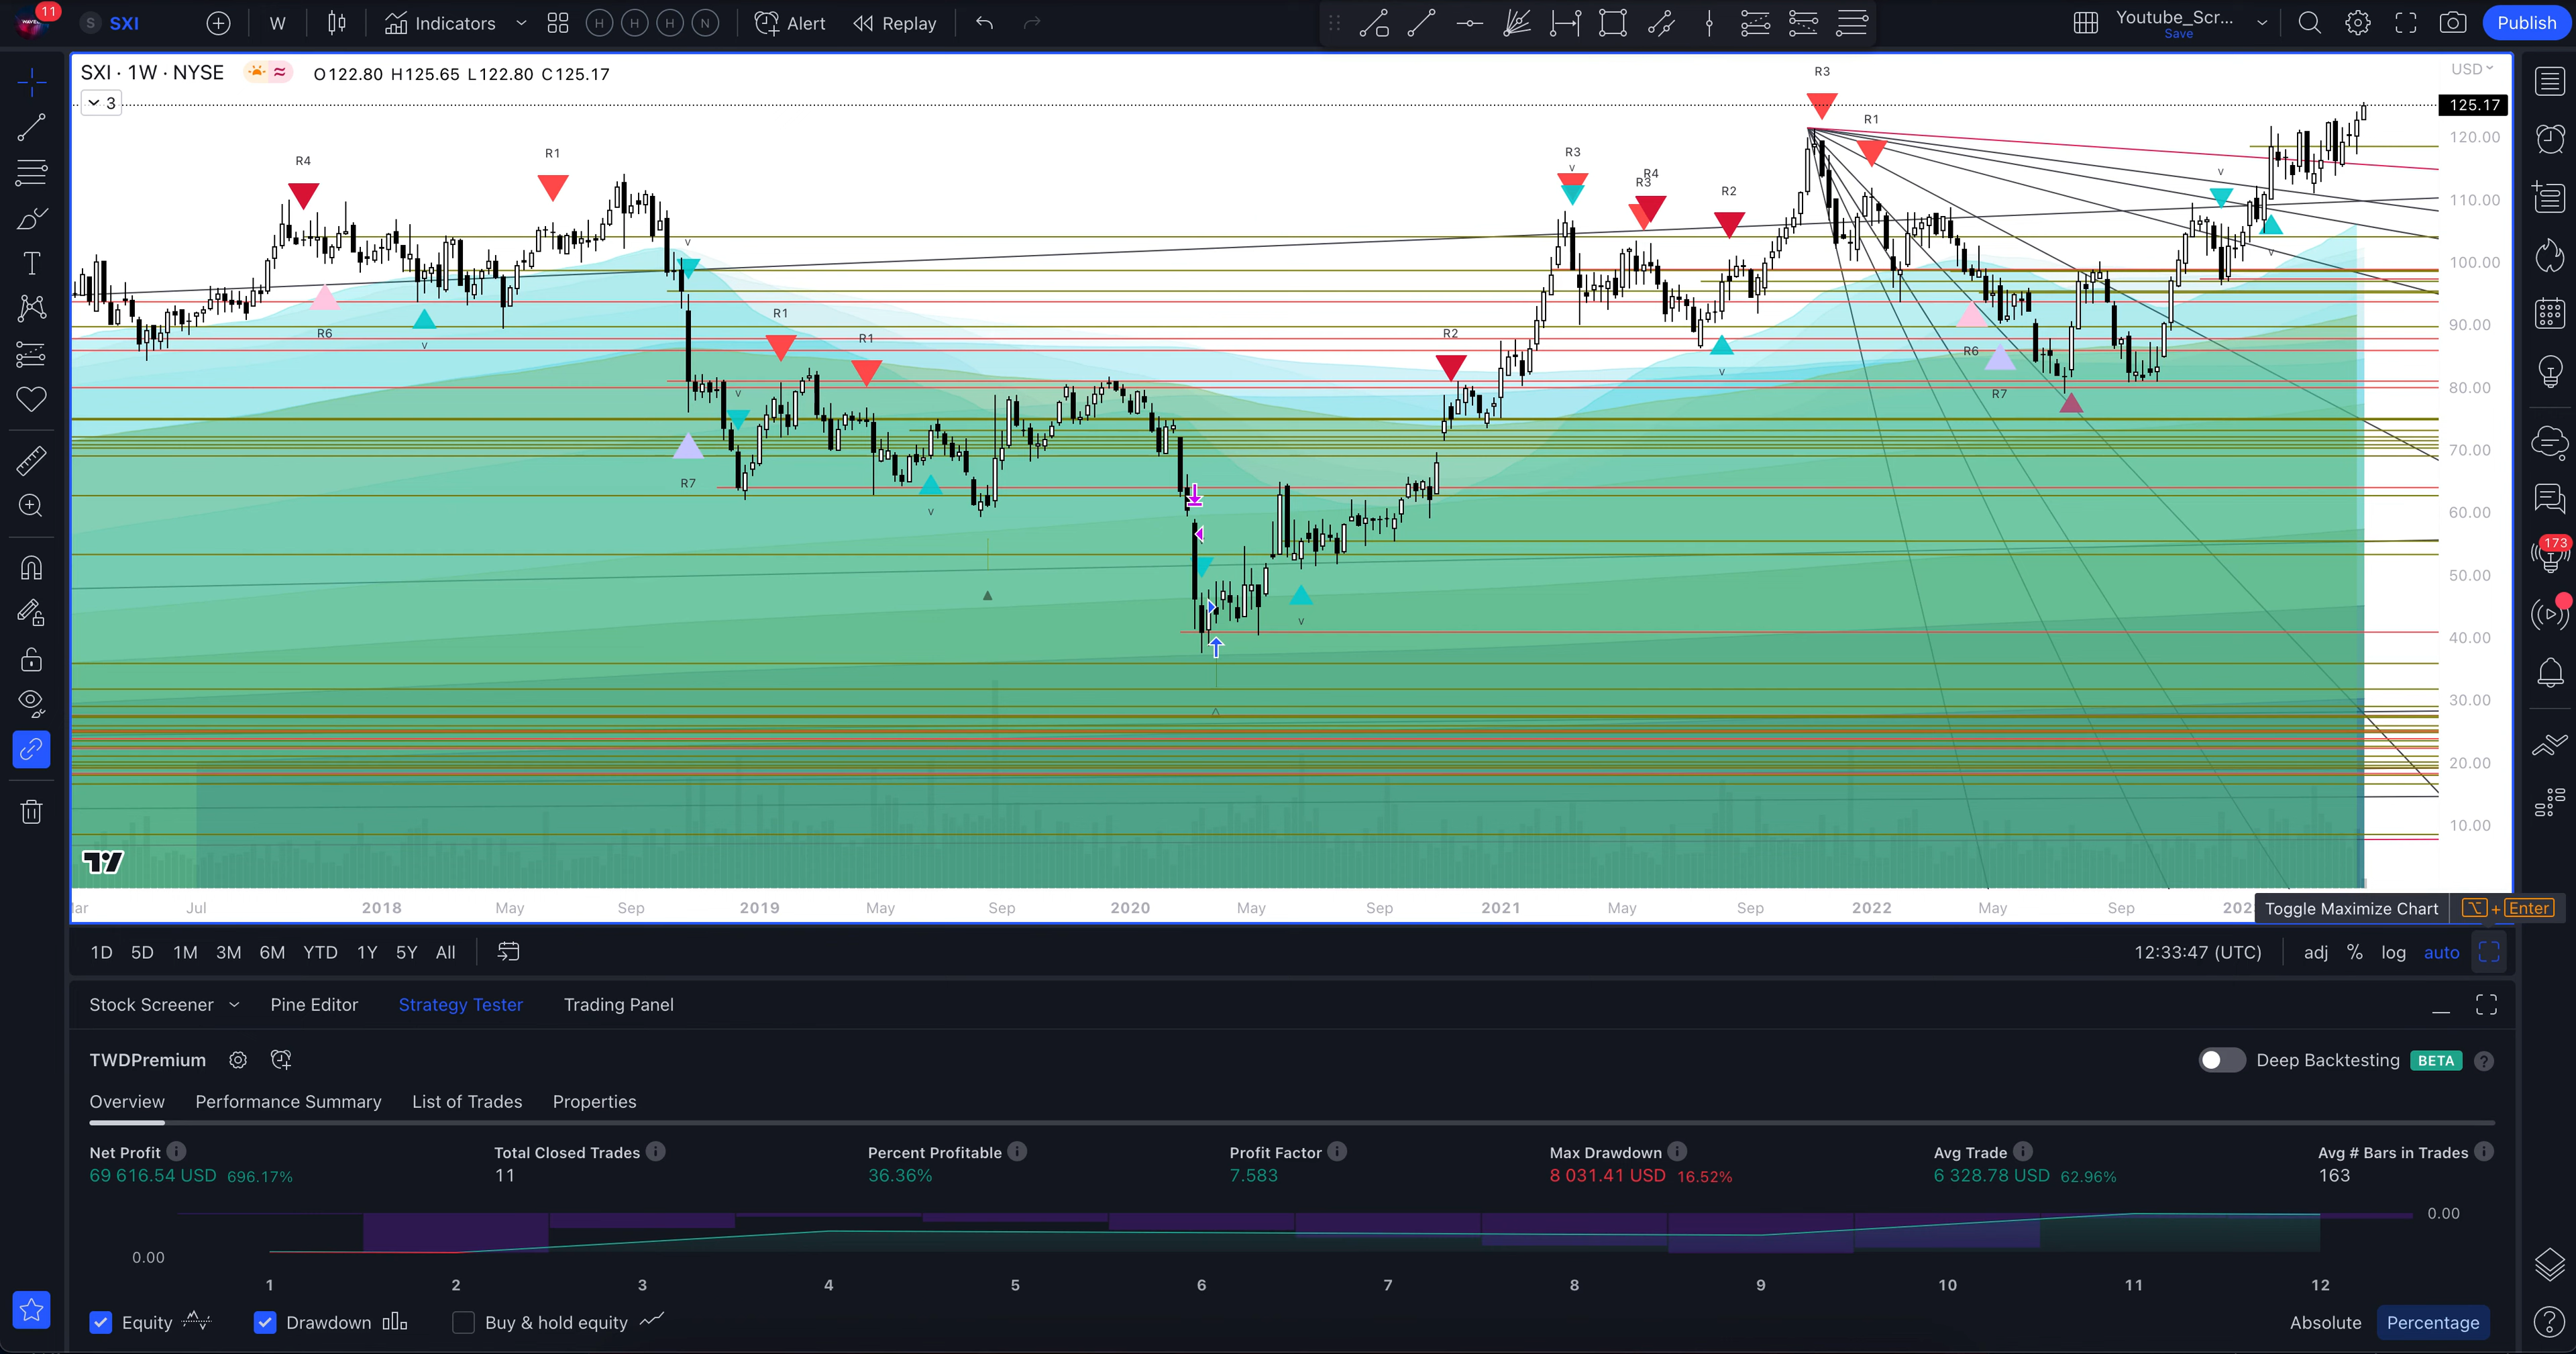 11
S SXI
W
Indicators
H H H N
Alert
Replay
Youtube_Scr...
Save
Publish
SXI · 1W · NYSE
O122.80 H125.65 L122.80 C125.17
3
USD
125.17
120.00
110.00
100.00
90.00
80.00
70.00
60.00
50.00
40.00
30.00
20.00
10.00
R3
R1
R4
R1
R3
v
R4
R3
R2
v
v
v
R1
R1
R2
R6
v
v
v
R6
R7
R7
v
v
173
ar Jul 2018 May Sep 2019 May Sep 2020 May Sep 2021 May Sep 2022 May Sep 202
Toggle Maximize Chart
+ Enter
1D 5D 1M 3M 6M YTD 1Y 5Y All
12:33:47 (UTC)
adj % log auto
Stock Screener Pine Editor Strategy Tester Trading Panel
TWDPremium
Deep Backtesting BETA ?
Overview Performance Summary List of Trades Properties
Net Profit
69 616.54 USD 696.17%
Total Closed Trades
11
Percent Profitable
36.36%
Profit Factor
7.583
Max Drawdown
8 031.41 USD 16.52%
Avg Trade
6 328.78 USD 62.96%
Avg # Bars in Trades
163
0.00
0.00
1 2 3 4 5 6 7 8 9 10 11 12
Equity
Drawdown
Buy & hold equity
Absolute Percentage